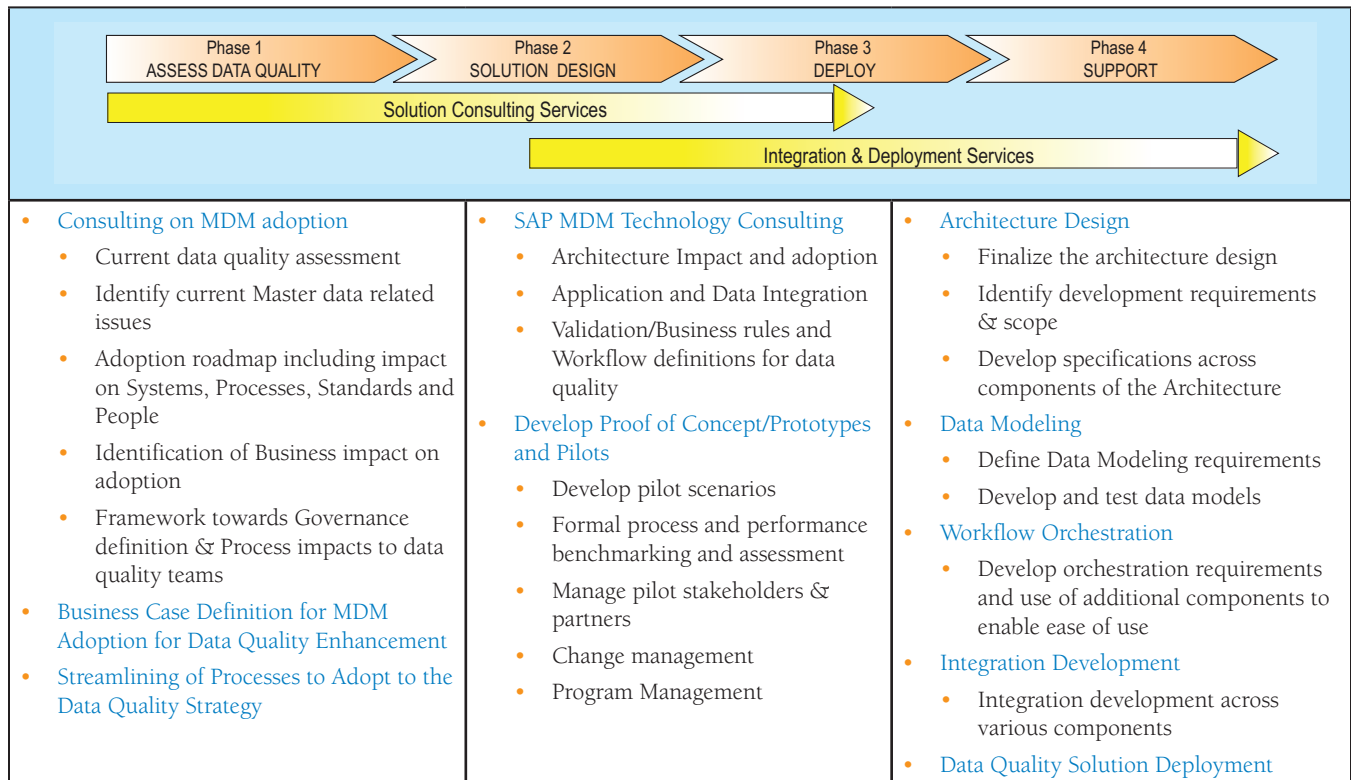 Phase 1
ASSESS DATA QUALITY
Phase 2
SOLUTION DESIGN
Phase 3
DEPLOY
Phase 4
SUPPORT
Solution Consulting Services
Integration & Deployment Services
• Consulting on MDM adoption
• Current data quality assessment
• Identify current Master data related
issues
• Adoption roadmap including impact
on Systems, Processes, Standards and
People
• Identification of Business impact on
adoption
• Framework towards Governance
definition & Process impacts to data
quality teams
• Business Case Definition for MDM
Adoption for Data Quality Enhancement
• Streamlining of Processes to Adopt to the
Data Quality Strategy
• SAP MDM Technology Consulting
• Architecture Impact and adoption
• Application and Data Integration
• Validation/Business rules and
Workflow definitions for data
quality
• Develop Proof of Concept/Prototypes
and Pilots
• Develop pilot scenarios
• Formal process and performance
benchmarking and assessment
• Manage pilot stakeholders &
partners
• Change management
• Program Management
• Architecture Design
• Finalize the architecture design
• Identify development requirements
& scope
• Develop specifications across
components of the Architecture
• Data Modeling
• Define Data Modeling requirements
• Develop and test data models
• Workflow Orchestration
• Develop orchestration requirements
and use of additional components to
enable ease of use
• Integration Development
• Integration development across
various components
• Data Quality Solution Deployment